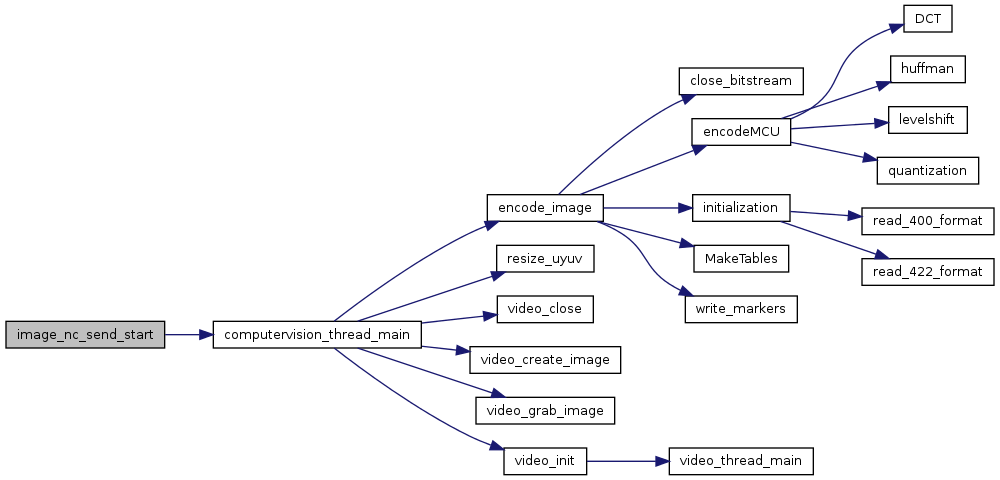 DCT
huffman
close_bitstream
levelshift
encodeMCU
quantization
encode_image
initialization
read_400_format
resize_uyuv
MakeTables
read_422_format
video_close
write_markers
image_nc_send_start
computervision_thread_main
video_create_image
video_grab_image
video_init
video_thread_main